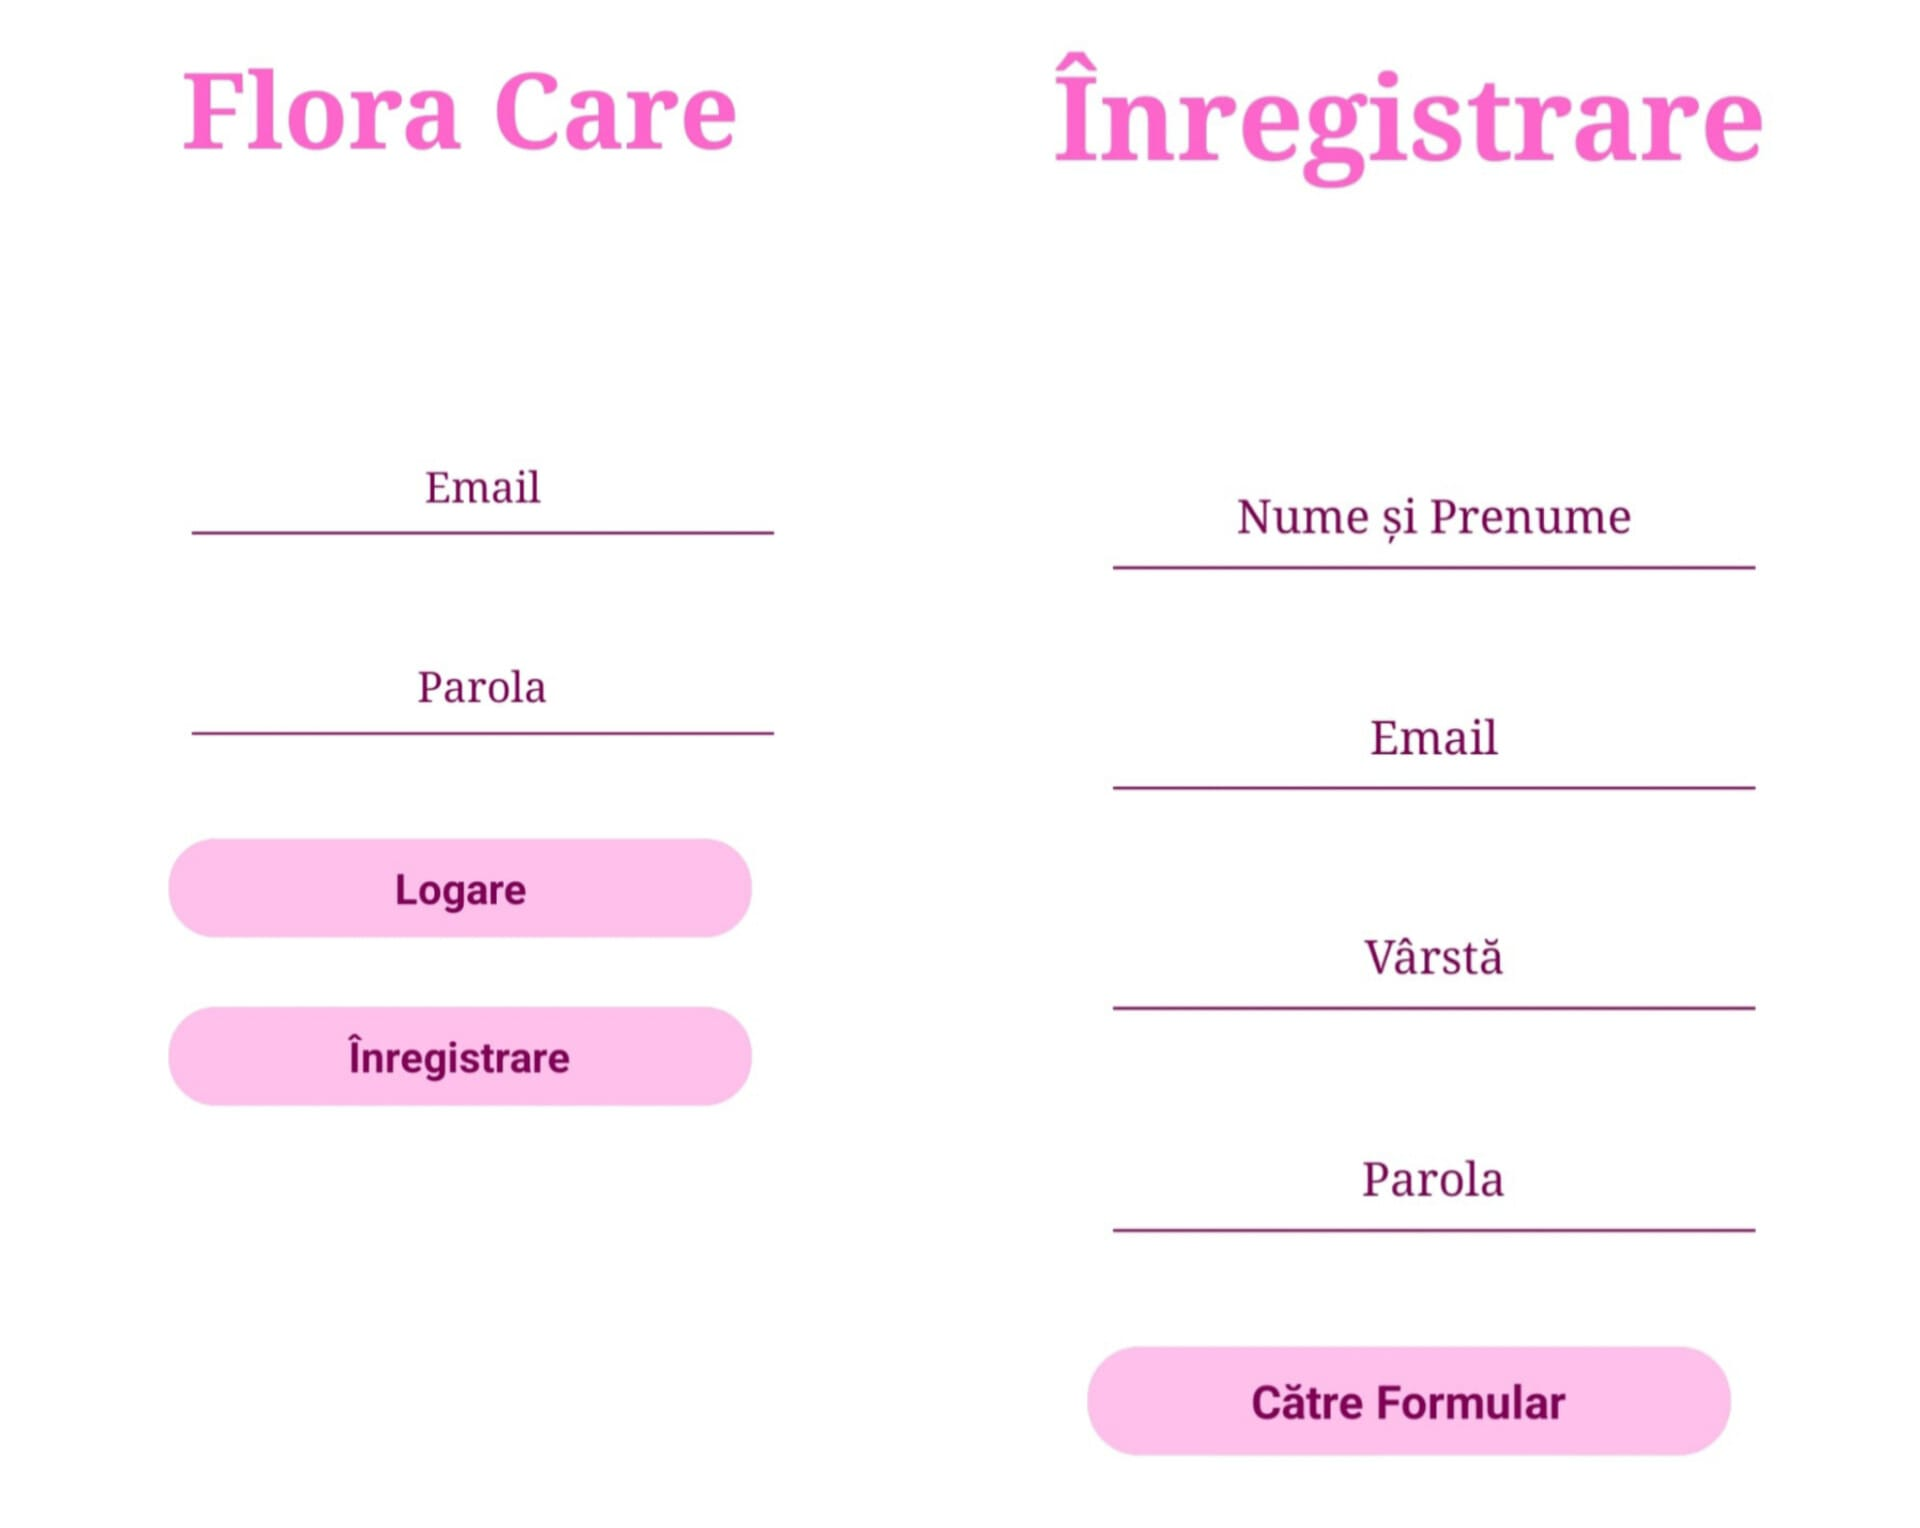 Flora Care
Email
Parola
Logare
Înregistrare
Înregistrare
Nume și Prenume
Email
Vârstă
Parola
Către Formular